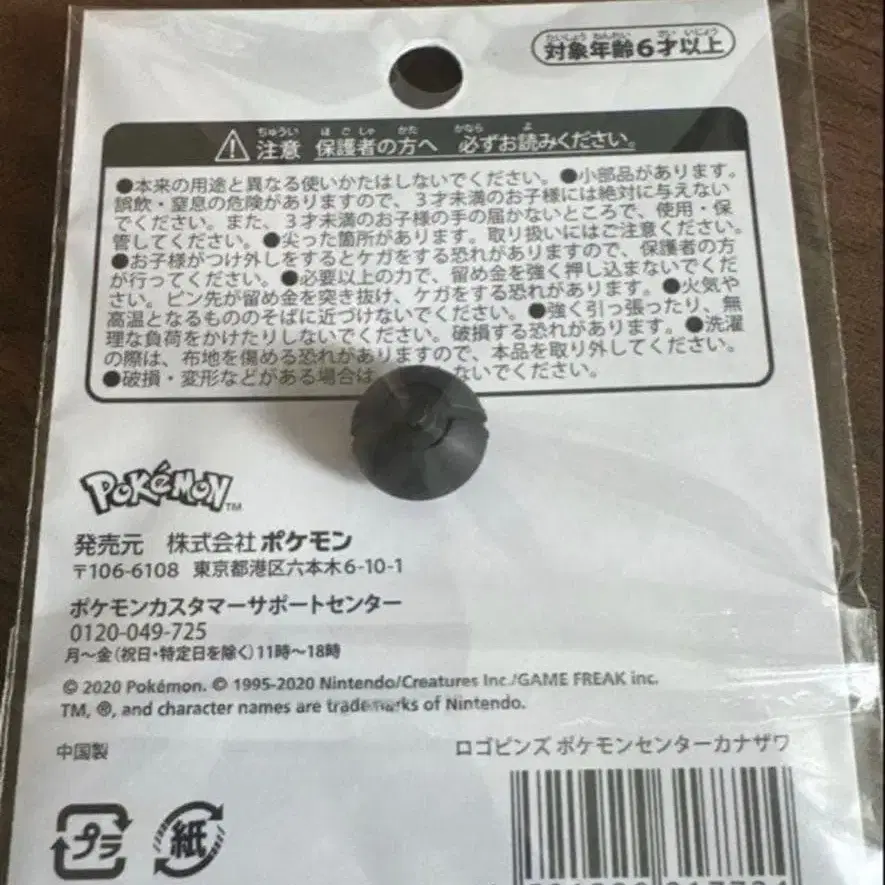 対象年齢6才以上
注意 保護者の方へ 必ずお読みください。
●本来の用途と異なる使いかたはしないでください。●小部品があります。
誤飲・窒息の危険がありますので、3才未満のお子様には絶対に与えない
でください。また、3才未満のお子様の手の届かないところで、使用・保
管してください。●尖った箇所があります。取り扱いにはご注意ください。
●お子様がつけ外しをするとケガをする恐れがありますので、保護者の方
が行ってください。●必要以上の力で、留め金を強く押し込まないでくだ
さい。ピン先が留め金を突き抜け、ケガをする恐れがあります。●火気や
高温となるもののそばに近づけないでください。●強く引っ張ったり、無
理な負荷をかけたりしないでください。破損する恐れがあります。●洗濯
の際は、布地を傷める恐れがありますので、本品を取り外してください。
●破損・変形などがある場合は ないでください。
POKéMON TM
発売元 株式会社ポケモン
〒106-6108 東京都港区六本木6-10-1
ポケモンカスタマーサポートセンター
0120-049-725
月～金(祝日・特定日を除く)11時～18時
© 2020 Pokémon. © 1995-2020 Nintendo/Creatures Inc./GAME FREAK inc.
TM, ®, and character names are trademarks of Nintendo.
中国製
ロゴピンズ ポケモンセンターカナザワ
プラ
紙